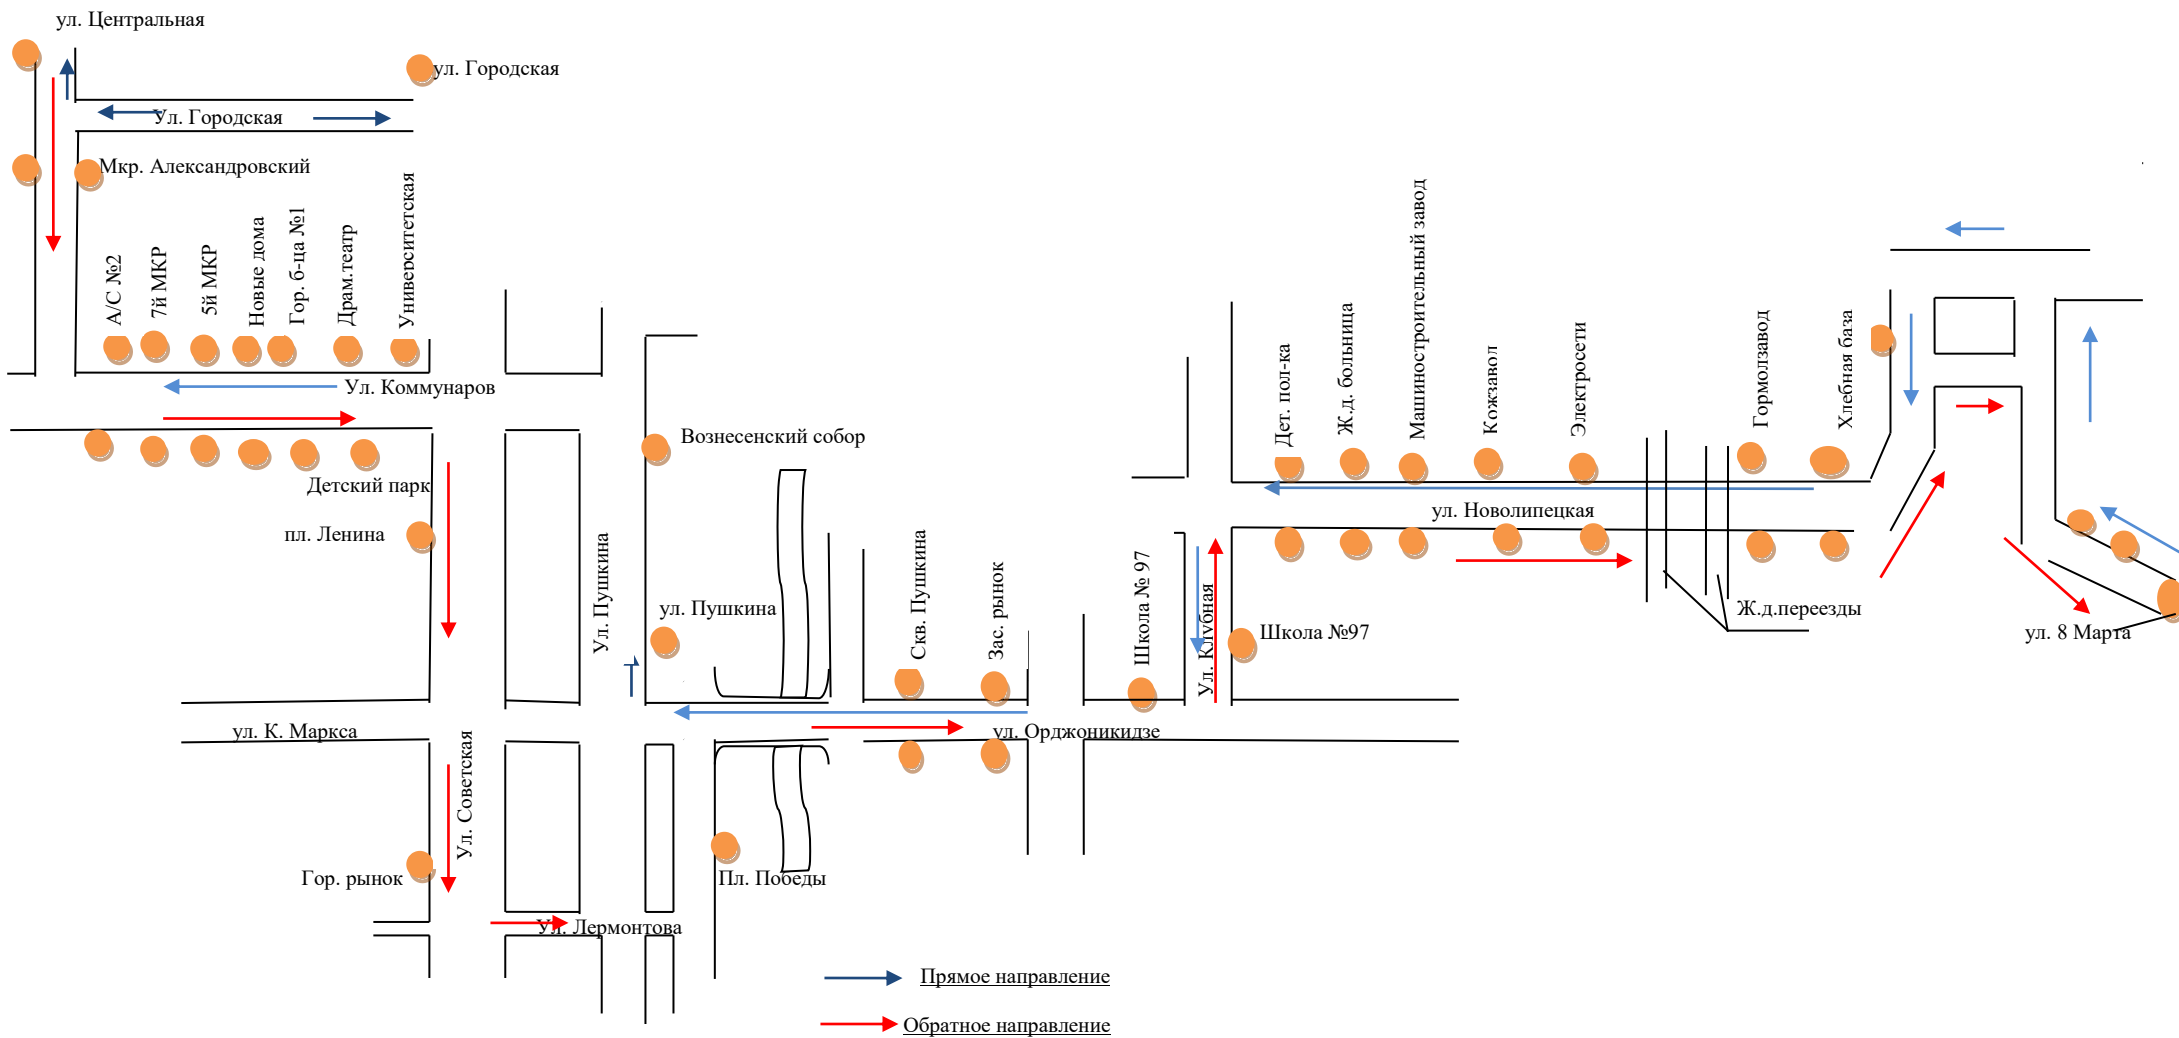 ул. Центральная
ул. Городская
Ул. Городская
Мкр. Александровский
А/С №2
7й МКР
5й МКР
Новые дома
Гор. б-ца №1
Драм.театр
Университетская
Ул. Коммунаров
Детский парк
пл. Ленина
Вознесенский собор
Ул. Пушкина
ул. Пушкина
Скв. Пушкина
Зас. рынок
Школа № 97
Ул. Клубная
Школа №97
Дет. пол-ка
Ж.д. больница
Машиностроительный завод
Кожзавод
Электросети
Гормолзавод
Хлебная база
ул. Новолипецкая
Ж.д.переезды
ул. 8 Марта
ул. К. Маркса
ул. Орджоникидзе
Ул. Советская
Гор. рынок
Пл. Победы
Ул. Лермонтова
Прямое направление
Обратное направление